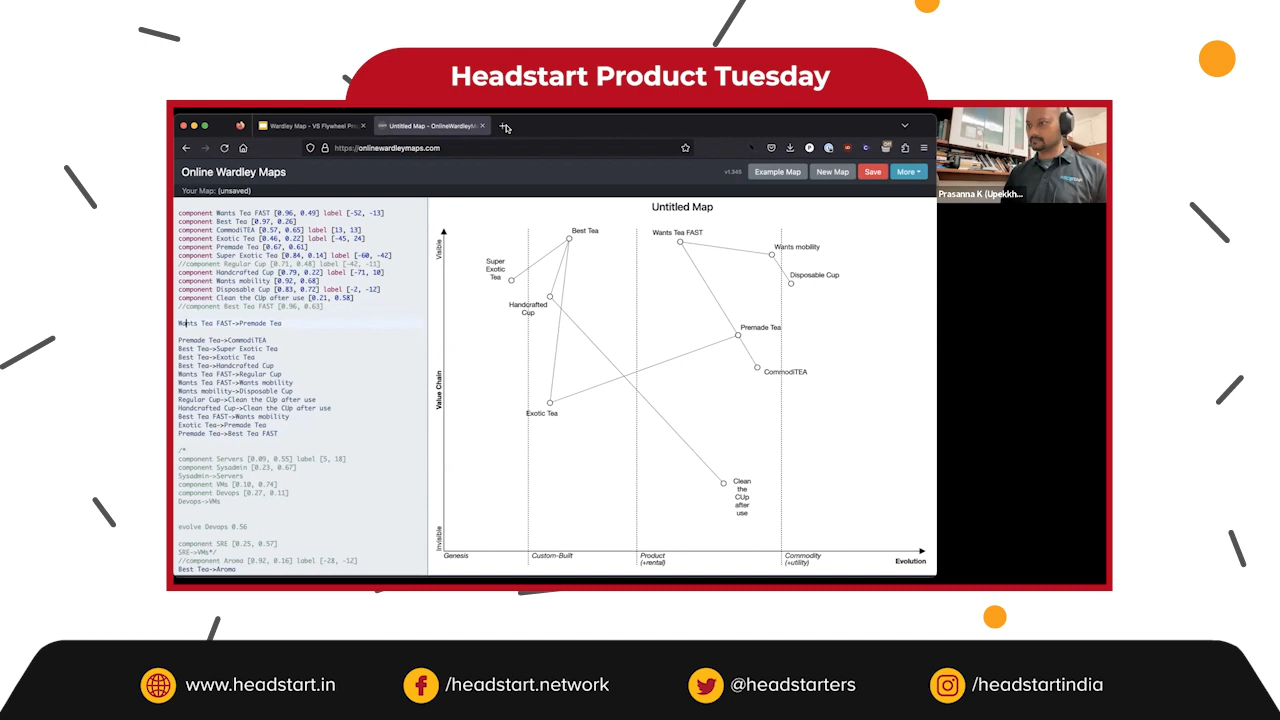 Headstart Product Tuesday
Wardley Map - VS Flywheel Pro
Untitled Map - OnlineWardleyM
https://onlinewardleymaps.com
Online Wardley Maps
v1.345
Example Map
New Map
Save
More
Your Map: (unsaved)
component Wants Tea FAST [0.96, 0.49] label [-52, -13]
component Best Tea [0.97, 0.26]
component CommodiTEA [0.57, 0.65] label [13, 13]
component Exotic Tea [0.46, 0.22] label [-45, 24]
component Premade Tea [0.67, 0.61]
component Super Exotic Tea [0.84, 0.14] label [-60, -42]
//component Regular Cup [0.71, 0.48] label [-42, -11]
component Handcrafted Cup [0.79, 0.22] label [-71, 10]
component Wants mobility [0.92, 0.68]
component Disposable Cup [0.83, 0.72] label [-2, -12]
component Clean the CUp after use [0.21, 0.58]
//component Best Tea FAST [0.96, 0.63]
Wants Tea FAST->Premade Tea
Premade Tea->CommodiTEA
Best Tea->Super Exotic Tea
Best Tea->Exotic Tea
Best Tea->Handcrafted Cup
Wants Tea FAST->Regular Cup
Wants Tea FAST->Wants mobility
Wants mobility->Disposable Cup
Regular Cup->Clean the CUp after use
Handcrafted Cup->Clean the CUp after use
Best Tea FAST->Wants mobility
Exotic Tea->Premade Tea
Premade Tea->Best Tea FAST
/*
component Servers [0.09, 0.55] label [5, 18]
component Sysadmin [0.23, 0.67]
Sysadmin->Servers
component VMs [0.10, 0.74]
component Devops [0.27, 0.11]
Devops->VMs
evolve Devops 0.56
component SRE [0.25, 0.57]
SRE->VMs*/
//component Aroma [0.92, 0.16] label [-28, -12]
Best Tea->Aroma
Untitled Map
Visible
Value Chain
Invisible
Best Tea
Wants Tea FAST
Wants mobility
Super
Exotic
Tea
Disposable Cup
Handcrafted
Cup
Premade Tea
CommodiTEA
Exotic Tea
Clean
the
CUp
after
use
Genesis
Custom-Built
Product
(+rental)
Commodity
(+utility)
Evolution
Prasanna K (Upekkh...
www.headstart.in
/headstart.network
@headstarters
/headstartindia